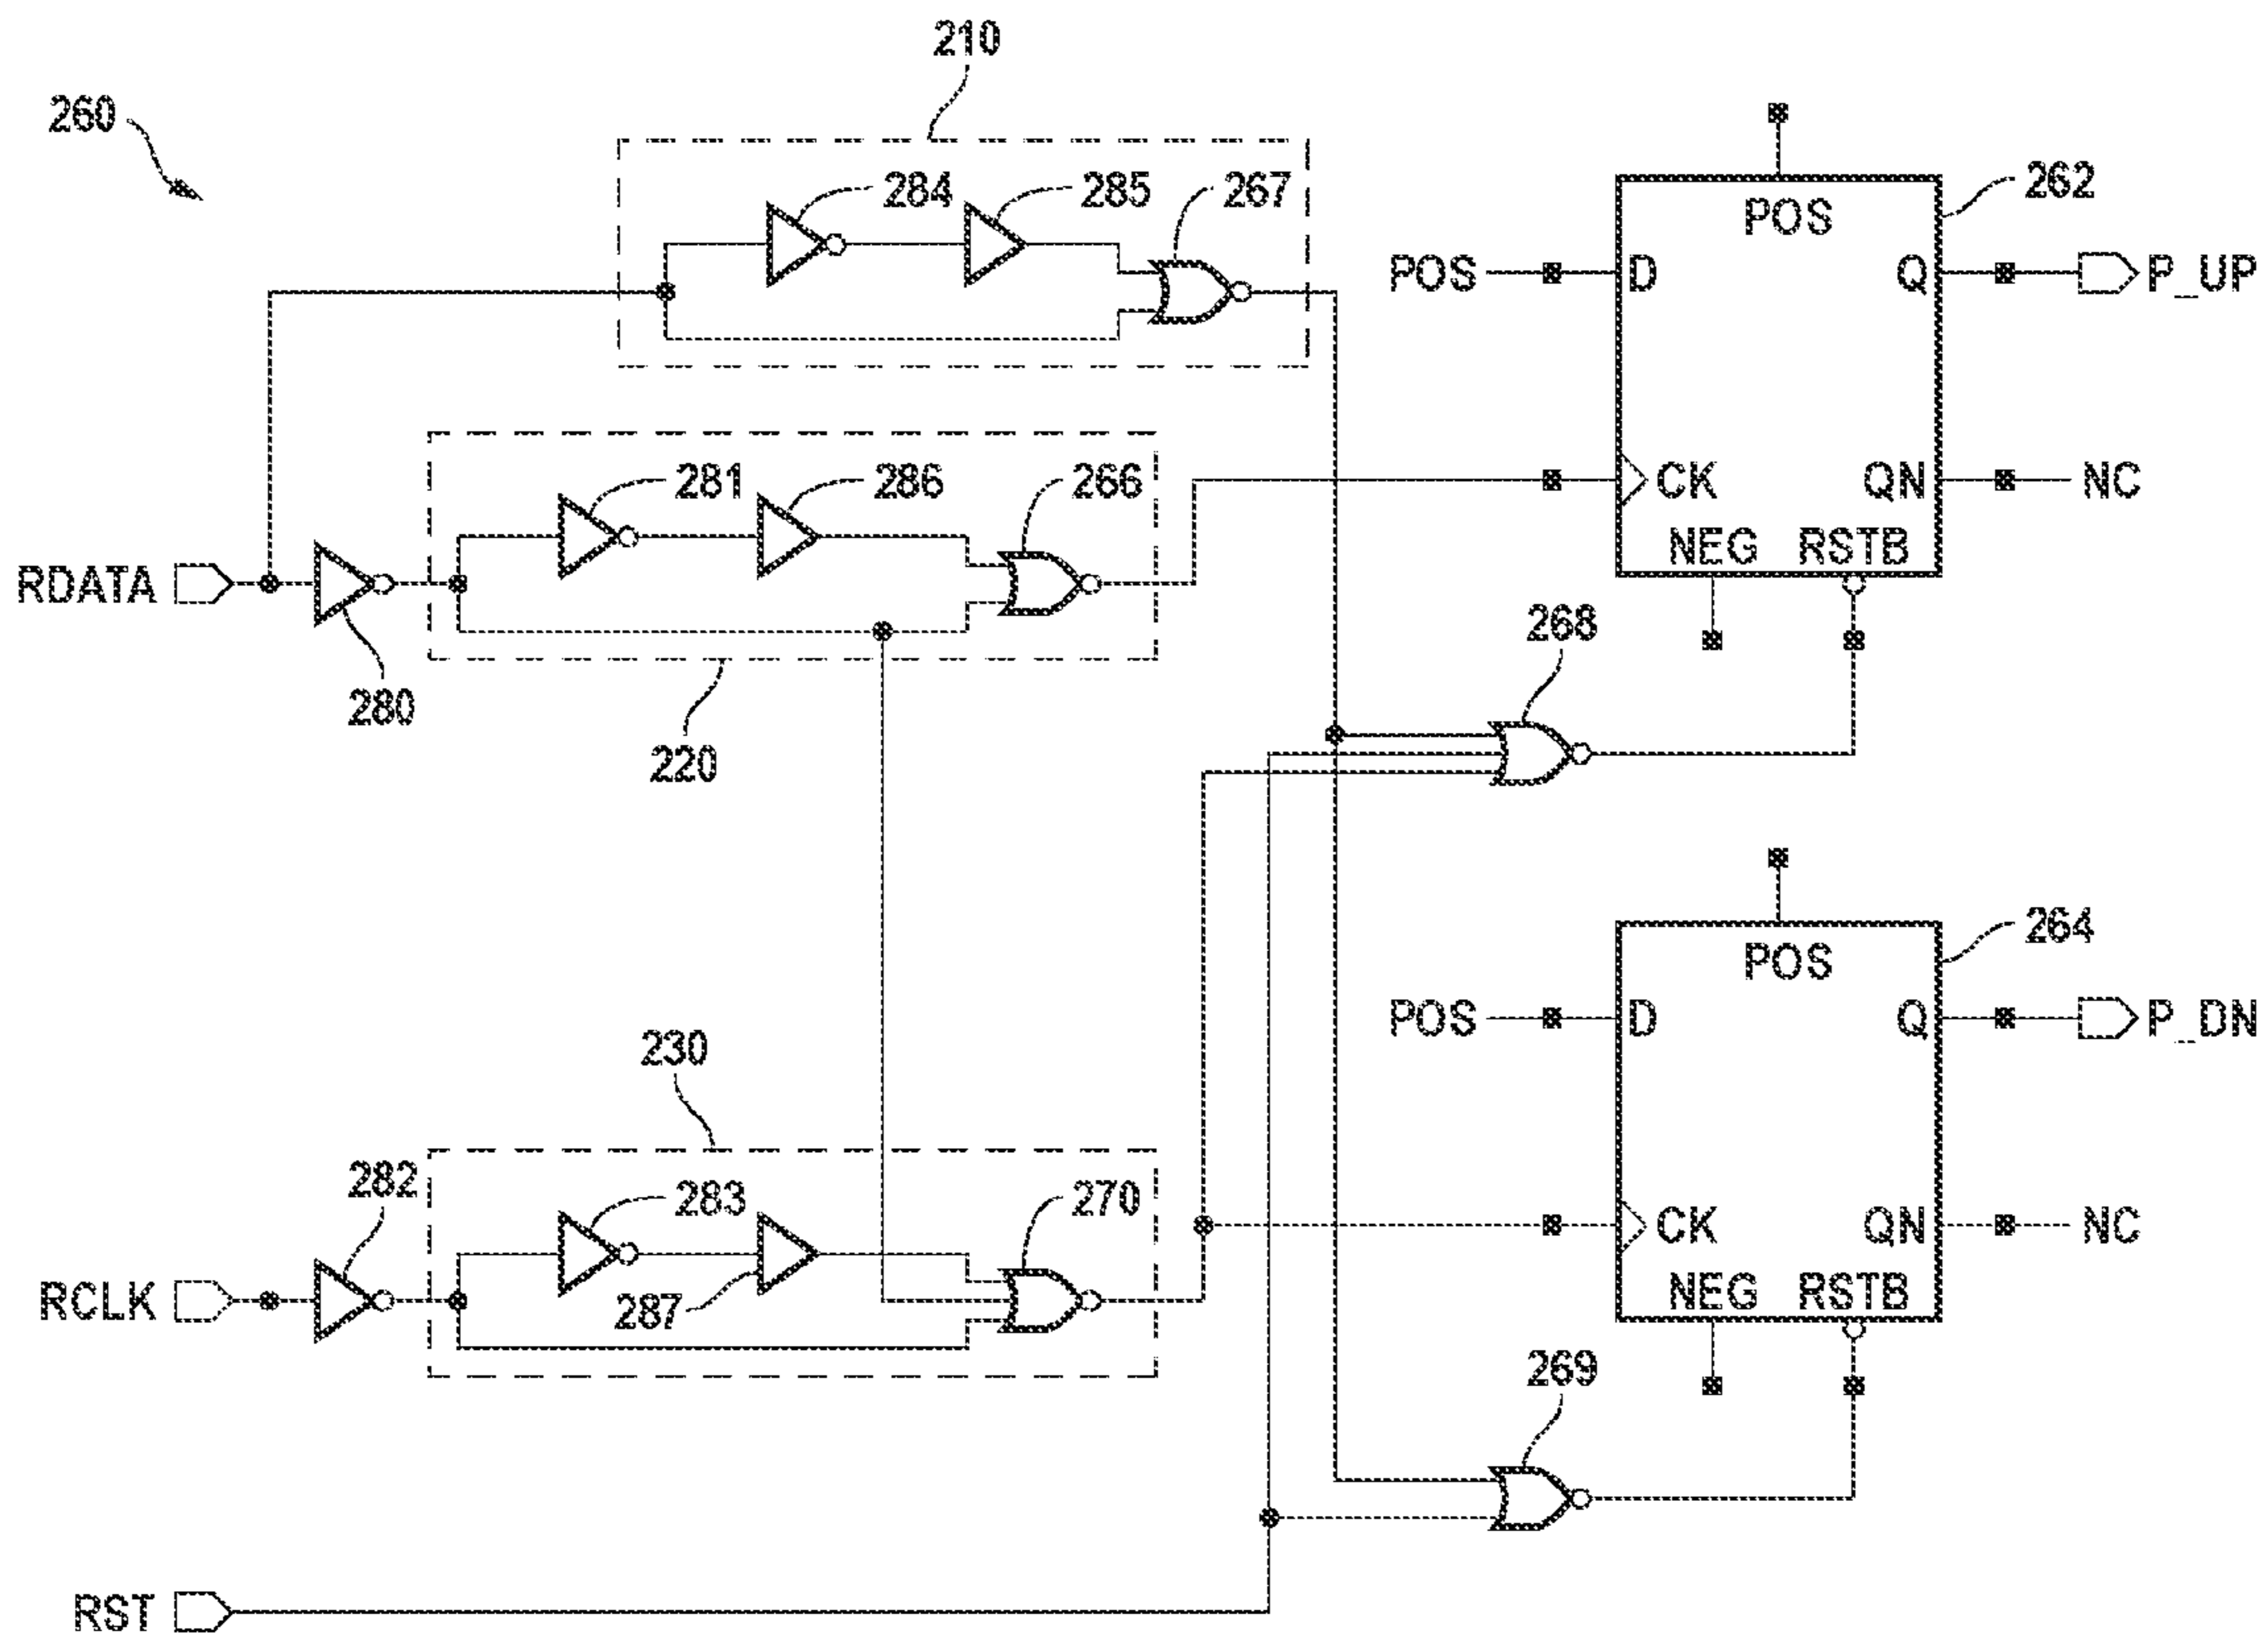 210
260
284
285
267
262
POS
POS
D
Q
P_UP
281
286
266
CK
QN
NC
NEG
RSTB
RDATA
280
220
268
264
POS
POS
D
Q
P_DN
230
282
283
270
CK
QN
NC
RCLK
287
NEG
RSTB
269
RST